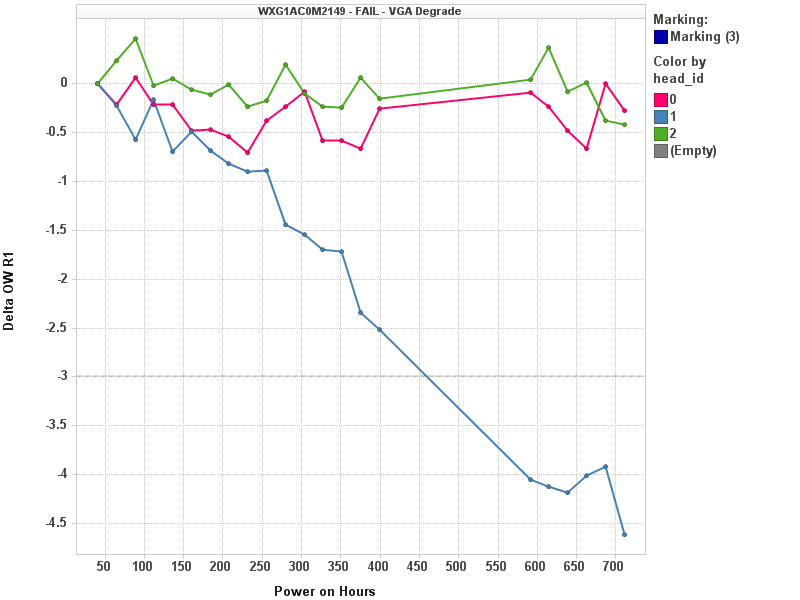 WXG1AC0M2149 - FAIL - VGA Degrade
Marking:
Marking (3)
Color by
head_id
0
1
2
(Empty)
Delta OW R1
0
-0.5
-1
-1.5
-2
-2.5
-3
-3.5
-4
-4.5
50 100 150 200 250 300 350 400 450 500 550 600 650 700
Power on Hours